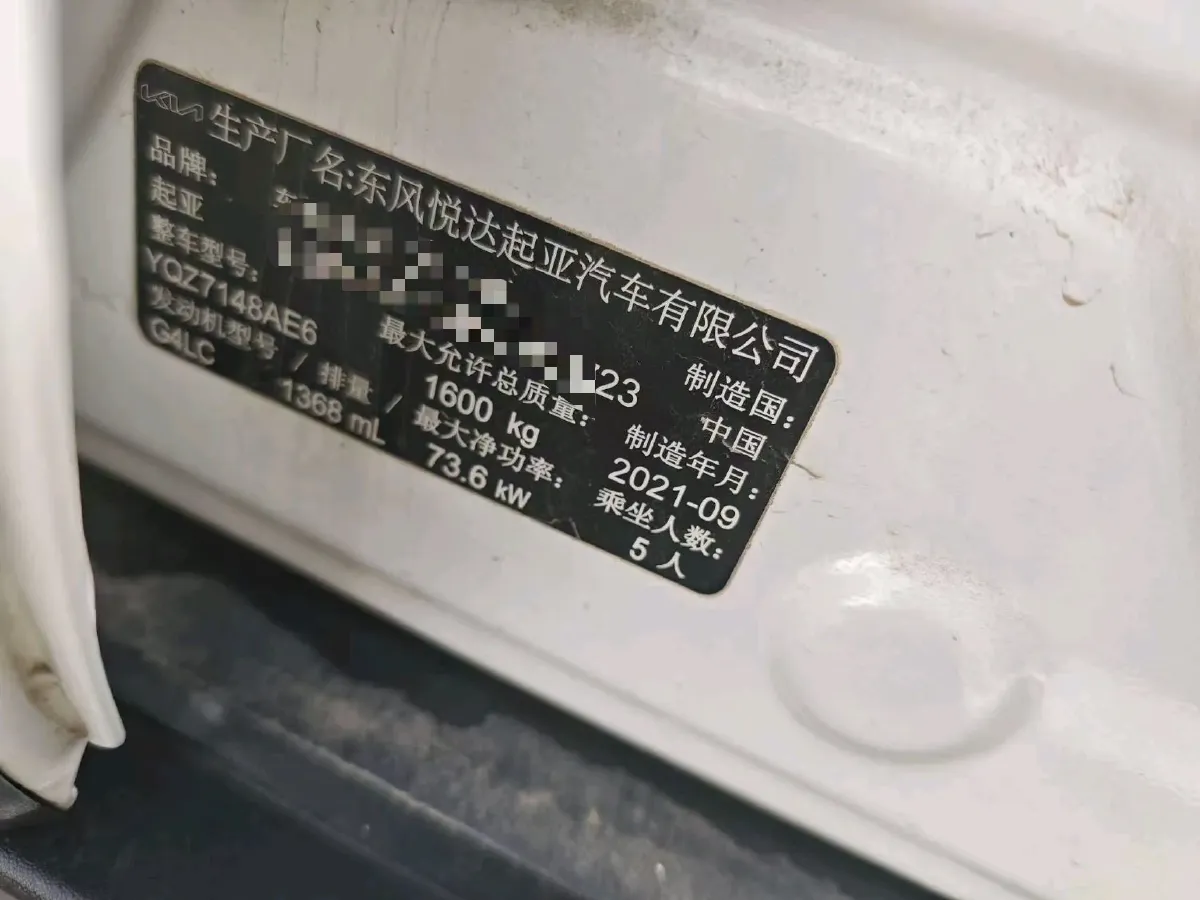 KIA 生产厂名:东风悦达起亚汽车有限公司
品牌: 制造国:
起亚 中国
整车型号: 最大允许总质量: 制造年月:
YQZ7148AE6 1600 kg 2021-09
发动机型号 / 排量 / 最大净功率: 乘坐人数:
G4LC 1368 mL 73.6 kW 5 人
23